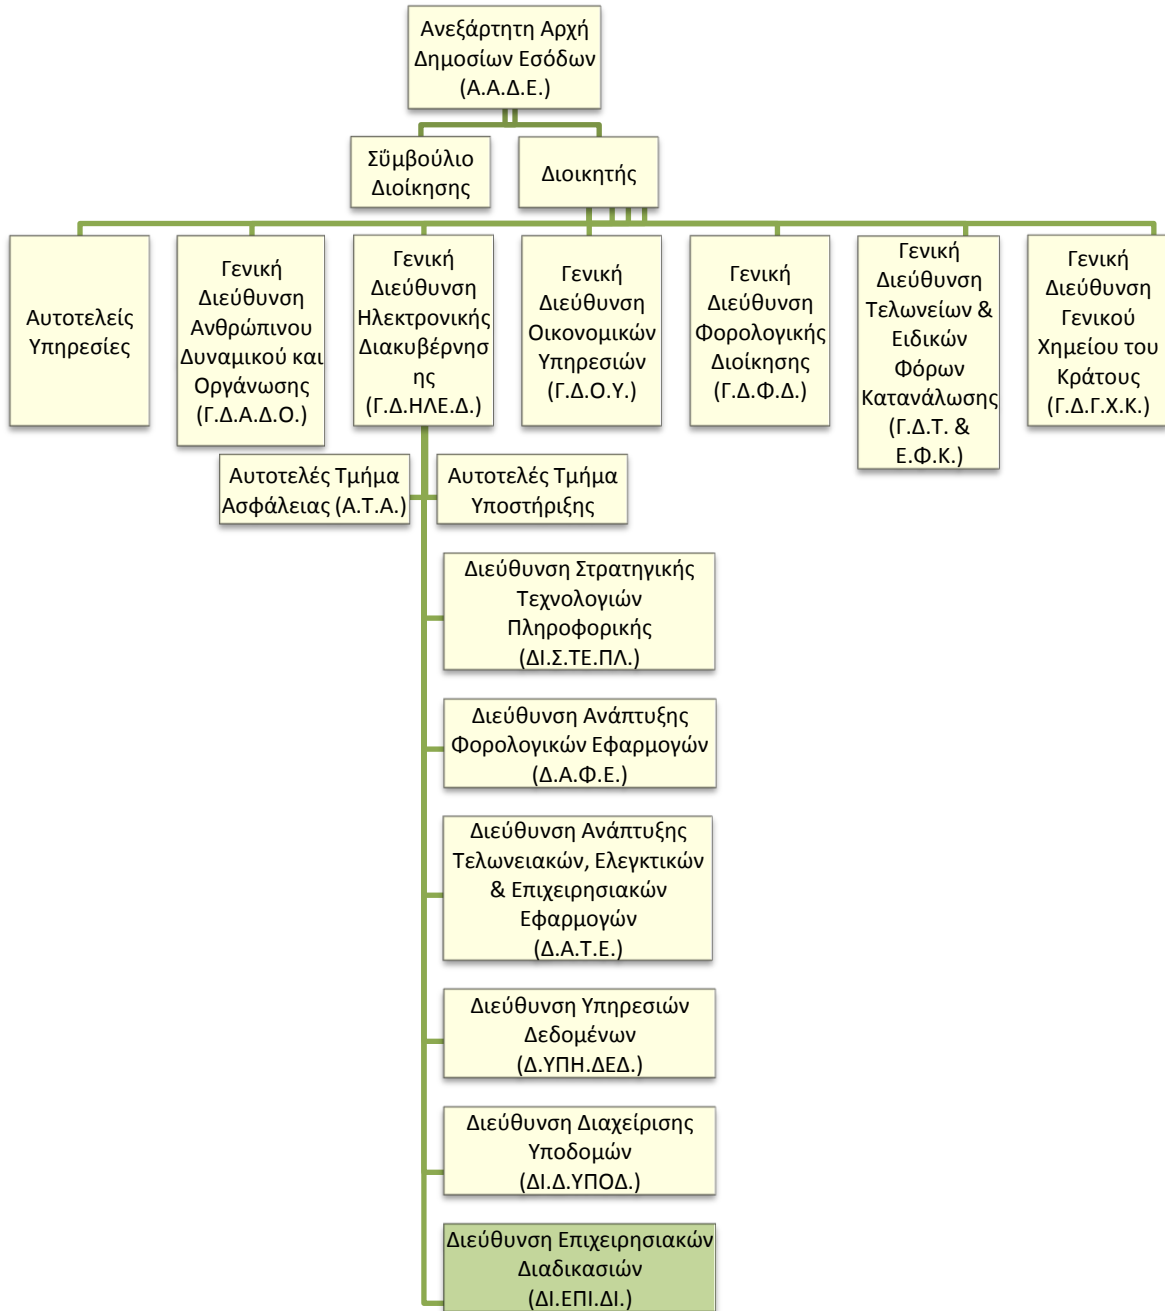 Ανεξάρτητη Αρχή
Δημοσίων Εσόδων
(Α.Α.Δ.Ε.)
Σΰμβούλιο
Διοίκησης
Διοικητής
Αυτοτελείς
Υπηρεσίες
Γενική
Διεύθυνση
Ανθρώπινου
Δυναμικού και
Οργάνωσης
(Γ.Δ.Α.Δ.Ο.)
Γενική
Διεύθυνση
Ηλεκτρονικής
Διακυβέρνησ
ης
(Γ.Δ.ΗΛΕ.Δ.)
Γενική
Διεύθυνση
Οικονομικών
Υπηρεσιών
(Γ.Δ.Ο.Υ.)
Γενική
Διεύθυνση
Φορολογικής
Διοίκησης
(Γ.Δ.Φ.Δ.)
Γενική
Διεύθυνση
Τελωνείων &
Ειδικών
Φόρων
Κατανάλωσης
(Γ.Δ.Τ. &
Ε.Φ.Κ.)
Γενική
Διεύθυνση
Γενικού
Χημείου του
Κράτους
(Γ.Δ.Γ.Χ.Κ.)
Αυτοτελές Τμήμα
Ασφάλειας (Α.Τ.Α.)
Αυτοτελές Τμήμα
Υποστήριξης
Διεύθυνση Στρατηγικής
Τεχνολογιών
Πληροφορικής
(ΔΙ.Σ.ΤΕ.ΠΛ.)
Διεύθυνση Ανάπτυξης
Φορολογικών Εφαρμογών
(Δ.Α.Φ.Ε.)
Διεύθυνση Ανάπτυξης
Τελωνειακών, Ελεγκτικών
& Επιχειρησιακών
Εφαρμογών
(Δ.Α.Τ.Ε.)
Διεύθυνση Υπηρεσιών
Δεδομένων
(Δ.ΥΠΗ.ΔΕΔ.)
Διεύθυνση Διαχείρισης
Υποδομών
(ΔΙ.Δ.ΥΠΟΔ.)
Διεύθυνση Επιχειρησιακών
Διαδικασιών
(ΔΙ.ΕΠΙ.ΔΙ.)